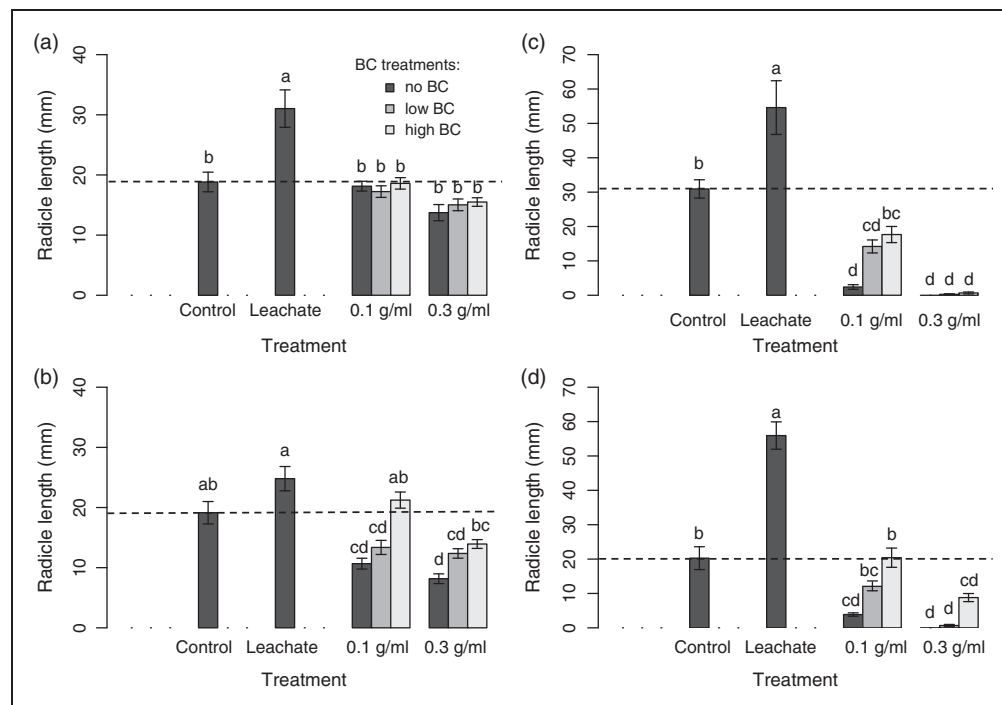 (a)
Radicle length (mm)
40
30
20
10
0
BC treatments:
no BC
low BC
high BC
b
a
b b b
b b b
Control Leachate 0.1 g/ml 0.3 g/ml
Treatment
(c)
Radicle length (mm)
70
60
50
40
30
20
10
0
b
a
d cd bc
d d d
Control Leachate 0.1 g/ml 0.3 g/ml
Treatment
(b)
Radicle length (mm)
40
30
20
10
0
ab
a
cd cd ab
d cd bc
Control Leachate 0.1 g/ml 0.3 g/ml
Treatment
(d)
Radicle length (mm)
70
60
50
40
30
20
10
0
b
a
cd bc b
d d cd
Control Leachate 0.1 g/ml 0.3 g/ml
Treatment